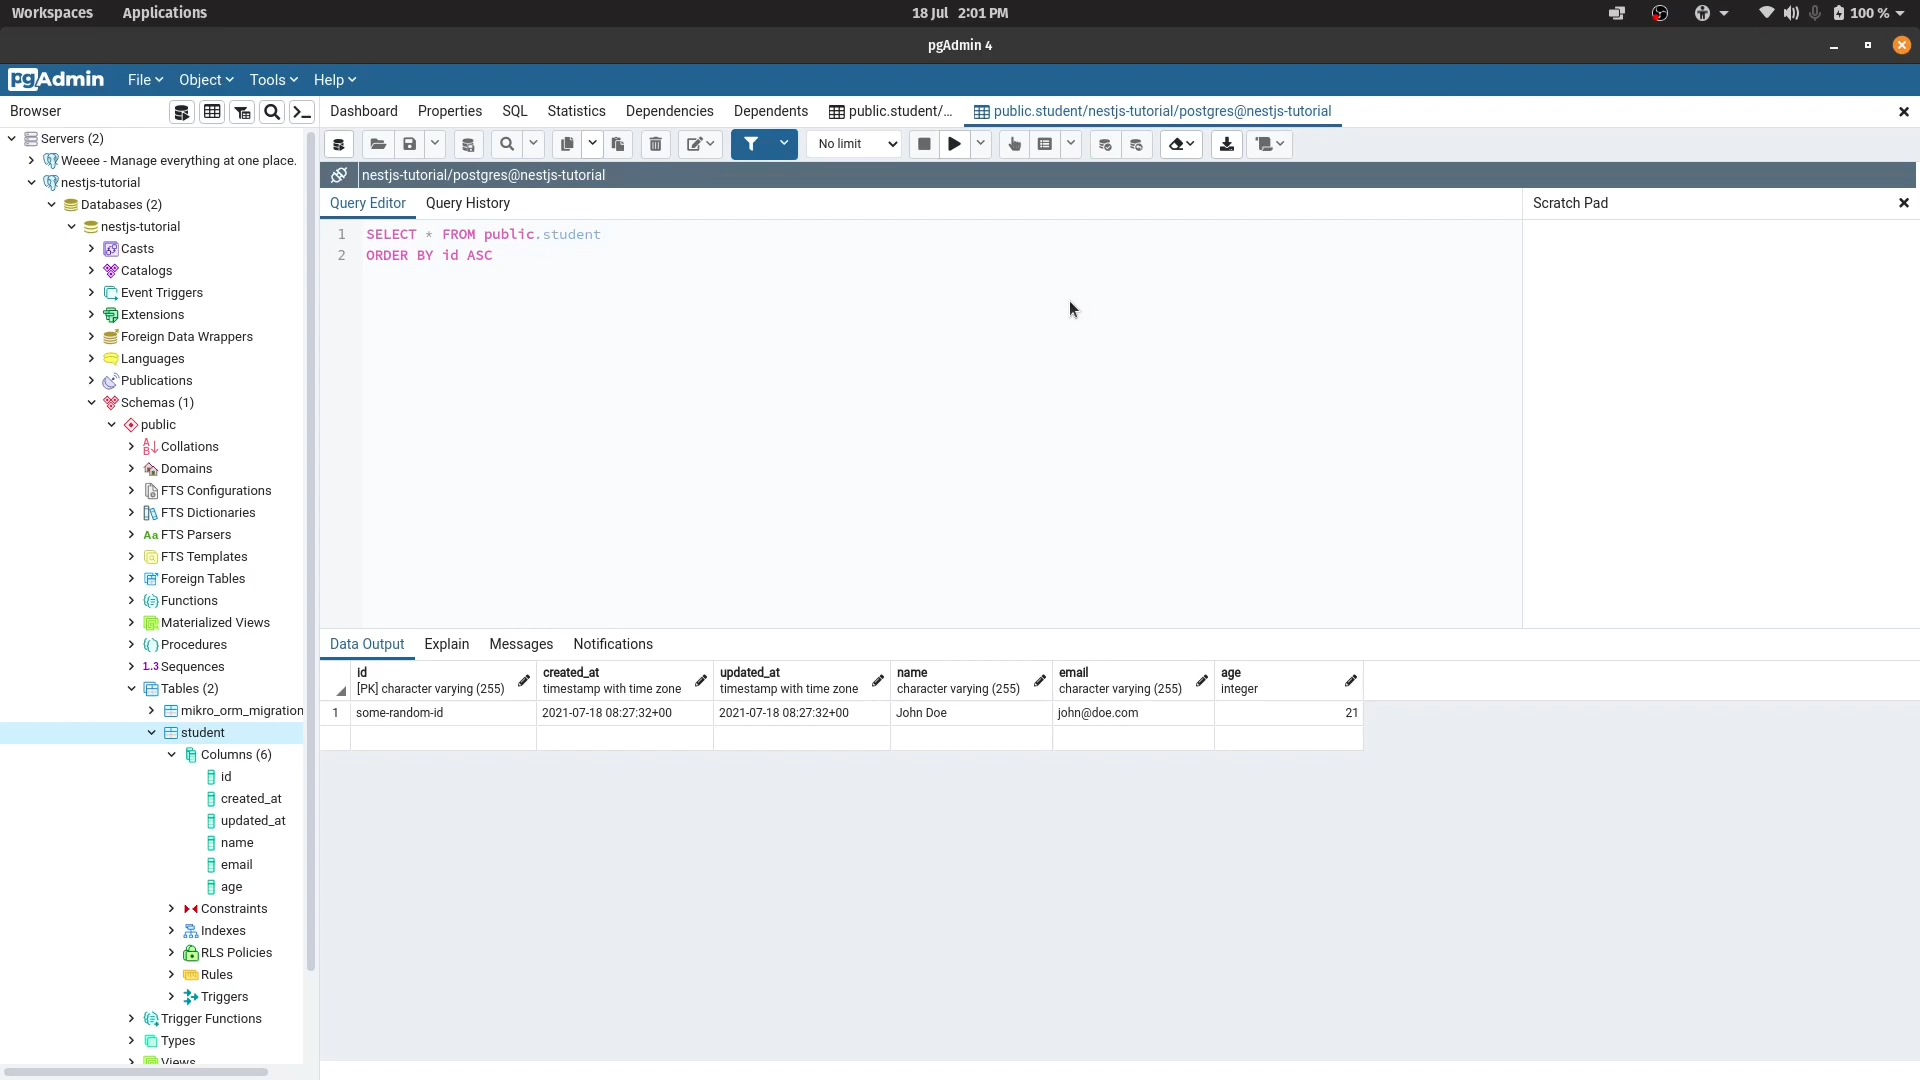 Workspaces Applications 18 Jul 2:01 PM 100 %
pgAdmin 4
pgAdmin File Object Tools Help
Browser Dashboard Properties SQL Statistics Dependencies Dependents public.student/... public.student/nestjs-tutorial/postgres@nestjs-tutorial
No limit
nestjs-tutorial/postgres@nestjs-tutorial
Query Editor Query History Scratch Pad
1 SELECT * FROM public.student
2 ORDER BY id ASC
Servers (2)
Weeee - Manage everything at one place.
nestjs-tutorial
Databases (2)
nestjs-tutorial
Casts
Catalogs
Event Triggers
Extensions
Foreign Data Wrappers
Languages
Publications
Schemas (1)
public
Collations
Domains
FTS Configurations
FTS Dictionaries
FTS Parsers
FTS Templates
Foreign Tables
Functions
Materialized Views
Procedures
1..3 Sequences
Tables (2)
mikro_orm_migration
student
Columns (6)
id
created_at
updated_at
name
email
age
Constraints
Indexes
RLS Policies
Rules
Triggers
Trigger Functions
Types
Views
Data Output Explain Messages Notifications
id created_at updated_at name email age
[PK] character varying (255) timestamp with time zone timestamp with time zone character varying (255) character varying (255) integer
1 some-random-id 2021-07-18 08:27:32+00 2021-07-18 08:27:32+00 John Doe john@doe.com 21